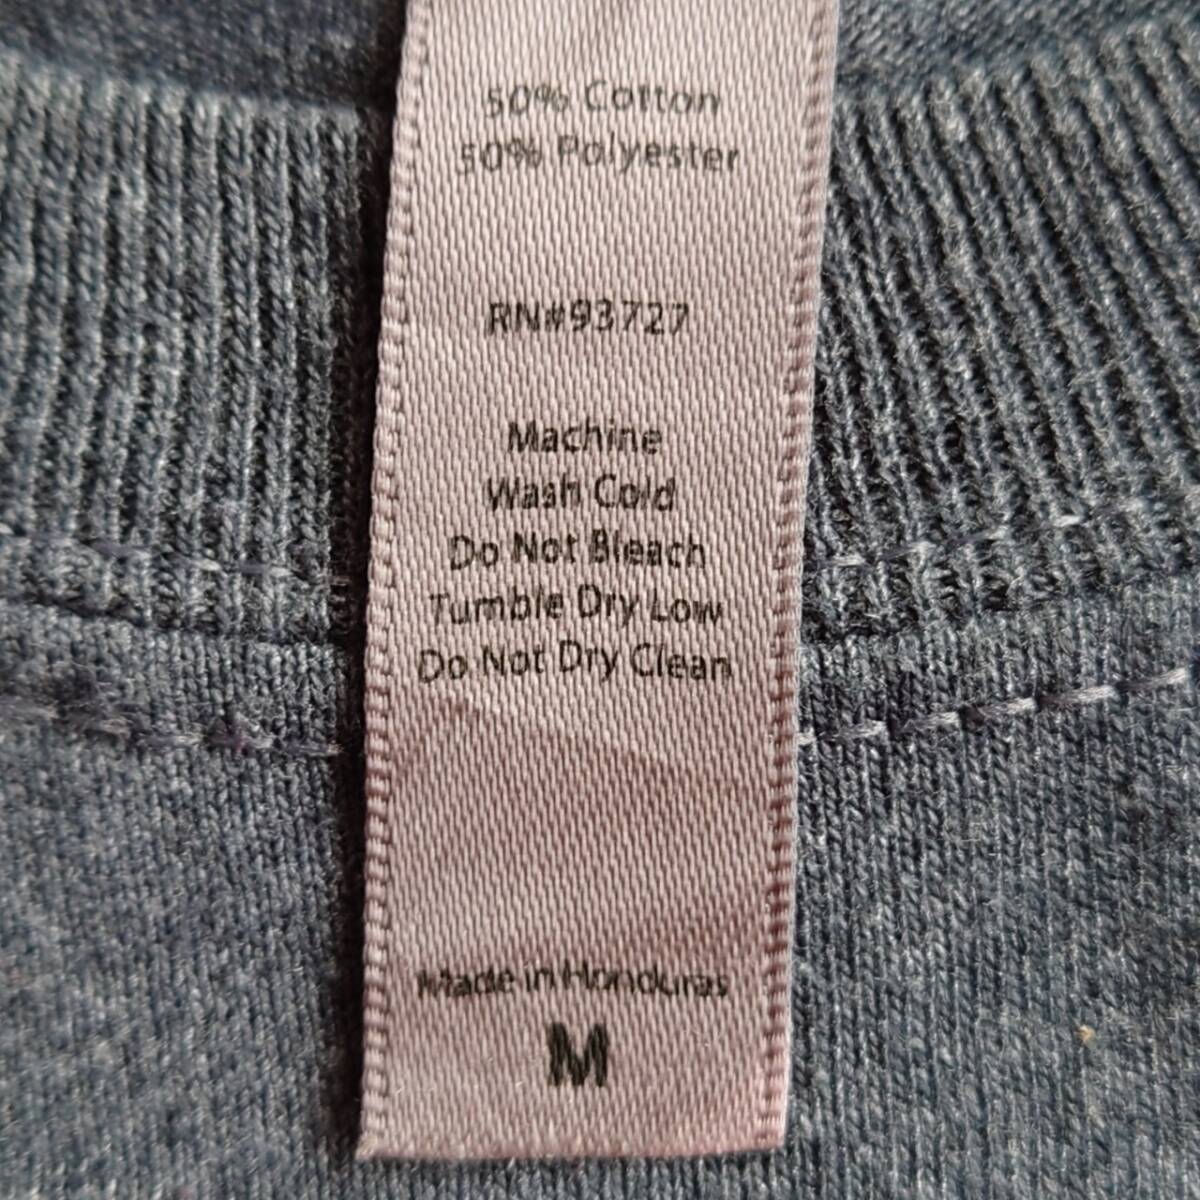 50% Cotton
50% Polyester
RN#93727
Machine
Wash Cold
Do Not Bleach
Tumble Dry Low
Do Not Dry Clean
Made in Honduras
M